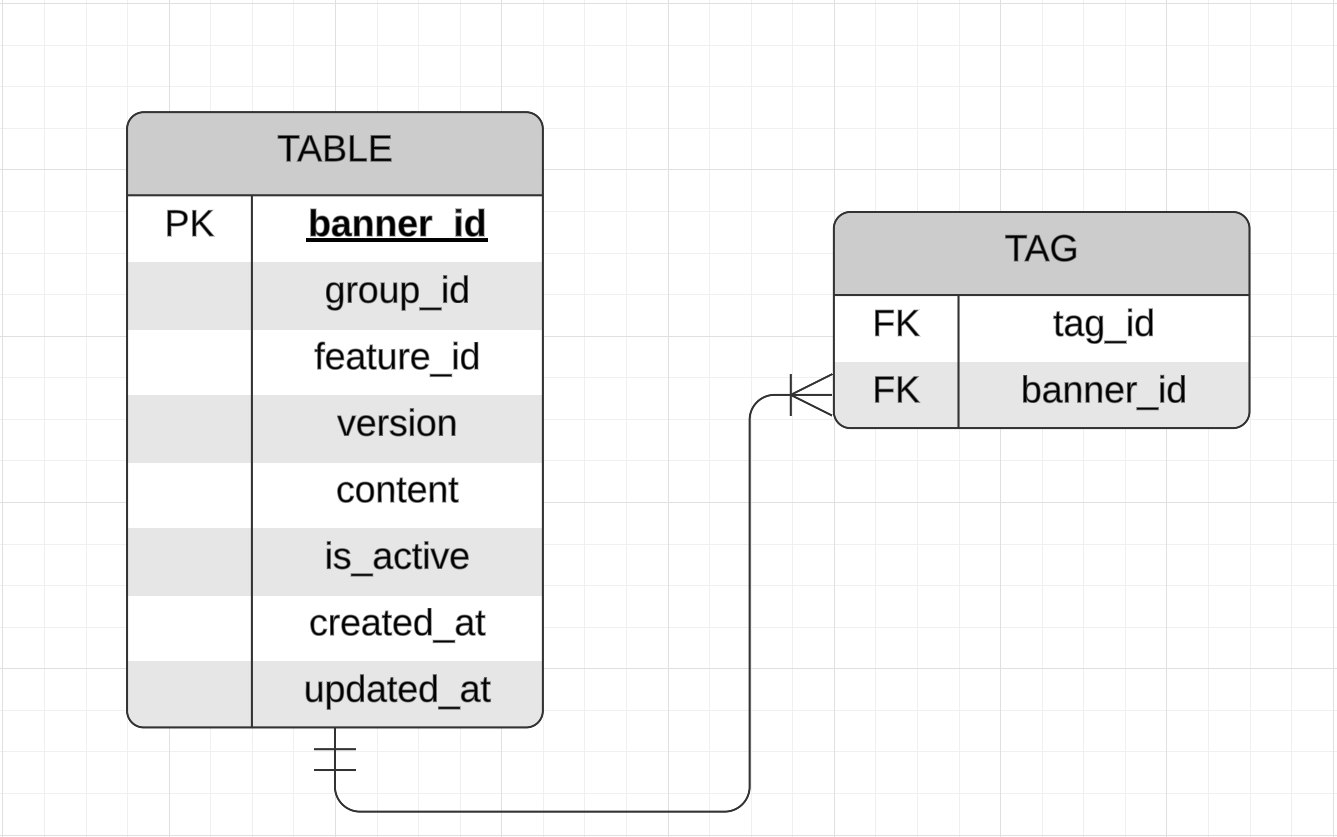 TABLE
PK banner_id
group_id
feature_id
version
content
is_active
created_at
updated_at
TAG
FK tag_id
FK banner_id